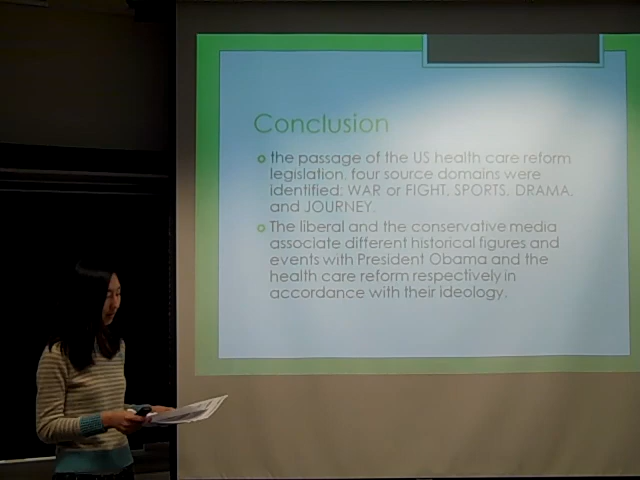 Conclusion
the passage of the US health care reform
legislation, four source domains were
identified; WAR or FIGHT, SPORTS, DRAMA,
and JOURNEY.
The liberal and the conservative media
associate different historical figures and
events with President Obama and the
health care reform respectively in
accordance with their ideology.